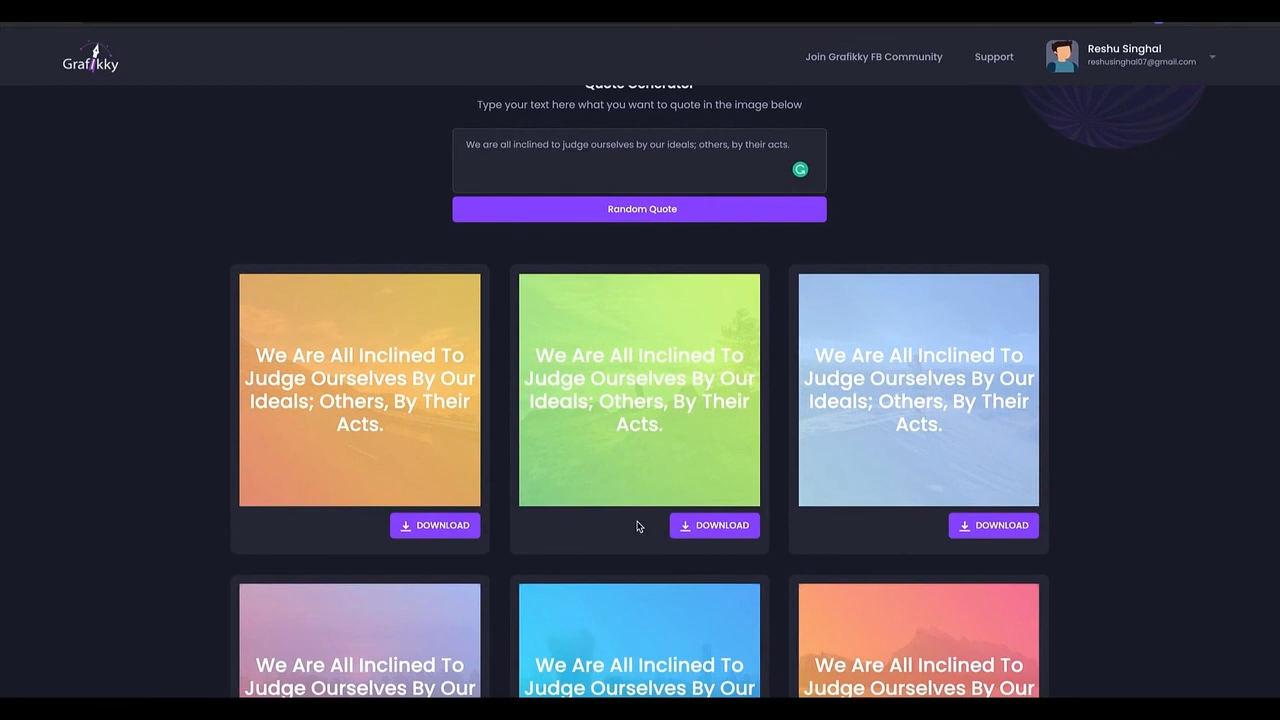 Grafikky
Join Grafikky FB Community
Support
Reshu Singhal
reshusinghal07@gmail.com
Quote Generator
Type your text here what you want to quote in the image below
We are all inclined to judge ourselves by our ideals; others, by their acts.
Random Quote
We Are All Inclined To
Judge Ourselves By Our
Ideals; Others, By Their
Acts.
DOWNLOAD
We Are All Inclined To
Judge Ourselves By Our
Ideals; Others, By Their
Acts.
DOWNLOAD
We Are All Inclined To
Judge Ourselves By Our
Ideals; Others, By Their
Acts.
DOWNLOAD
We Are All Inclined To
Judge Ourselves By Our
We Are All Inclined To
Judge Ourselves By Our
We Are All Inclined To
Judge Ourselves By Our